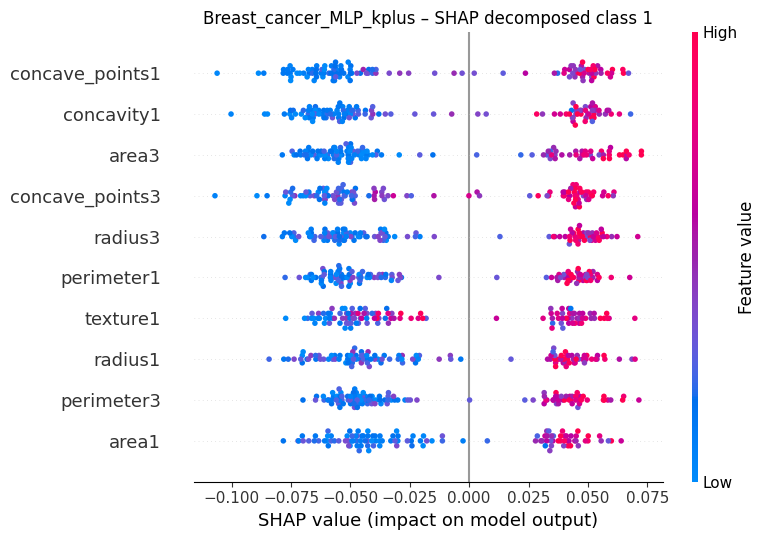 Breast_cancer_MLP_kplus – SHAP decomposed class 1
High
concave_points1
concavity1
area3
concave_points3
radius3
perimeter1
texture1
radius1
perimeter3
area1
Feature value
Low
−0.100 −0.075 −0.050 −0.025 0.000 0.025 0.050 0.075
SHAP value (impact on model output)